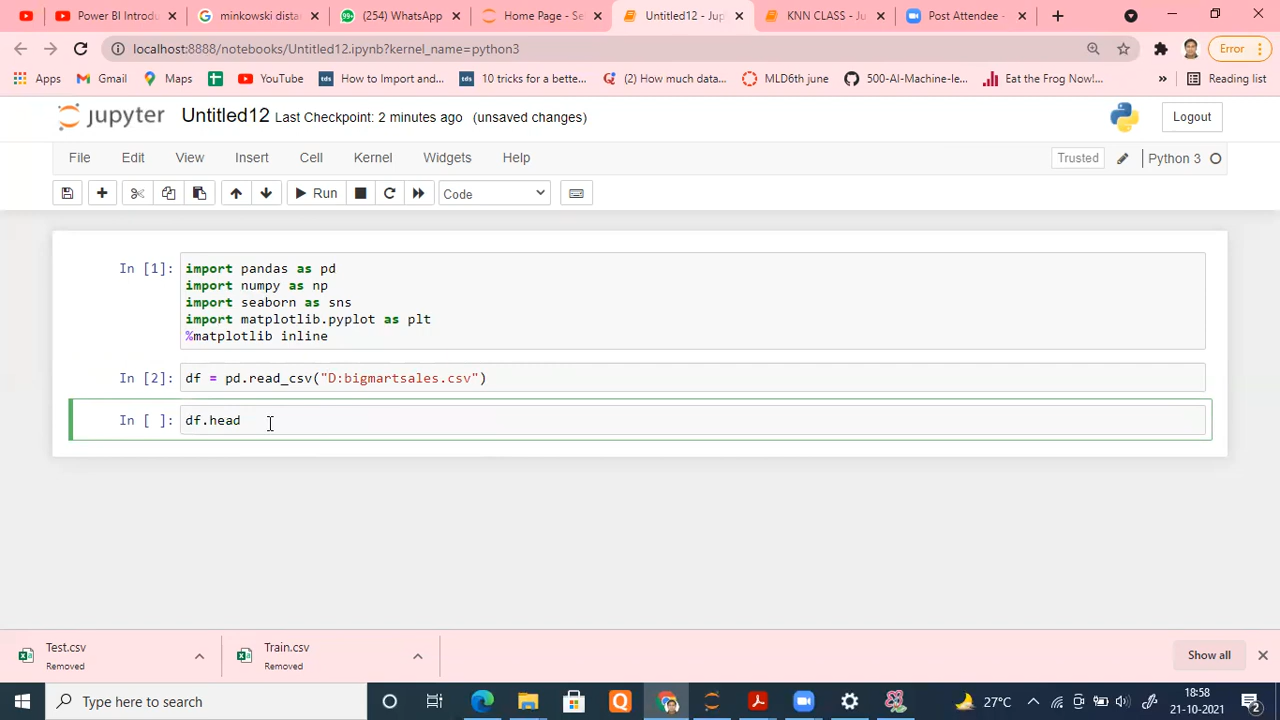 Power BI Introdu
minkowski dista
(254) WhatsApp
Home Page - Se
Untitled12 - Jup
KNN CLASS - Ju
Post Attendee -
localhost:8888/notebooks/Untitled12.ipynb?kernel_name=python3
Error
Apps
Gmail
Maps
YouTube
tds
How to Import and...
tds
10 tricks for a bette...
(2) How much data...
MLD6th june
500-AI-Machine-le...
Eat the Frog Now!...
»
Reading list
jupyter
Untitled12 Last Checkpoint: 2 minutes ago (unsaved changes)
Logout
File
Edit
View
Insert
Cell
Kernel
Widgets
Help
Trusted
Python 3
Run
Code
In [1]:
import pandas as pd
import numpy as np
import seaborn as sns
import matplotlib.pyplot as plt
%matplotlib inline
In [2]:
df = pd.read_csv("D:bigmartsales.csv")
In [ ]:
df.head
Test.csv
Removed
Train.csv
Removed
Show all
Type here to search
Q
27°C
18:58
21-10-2021
2